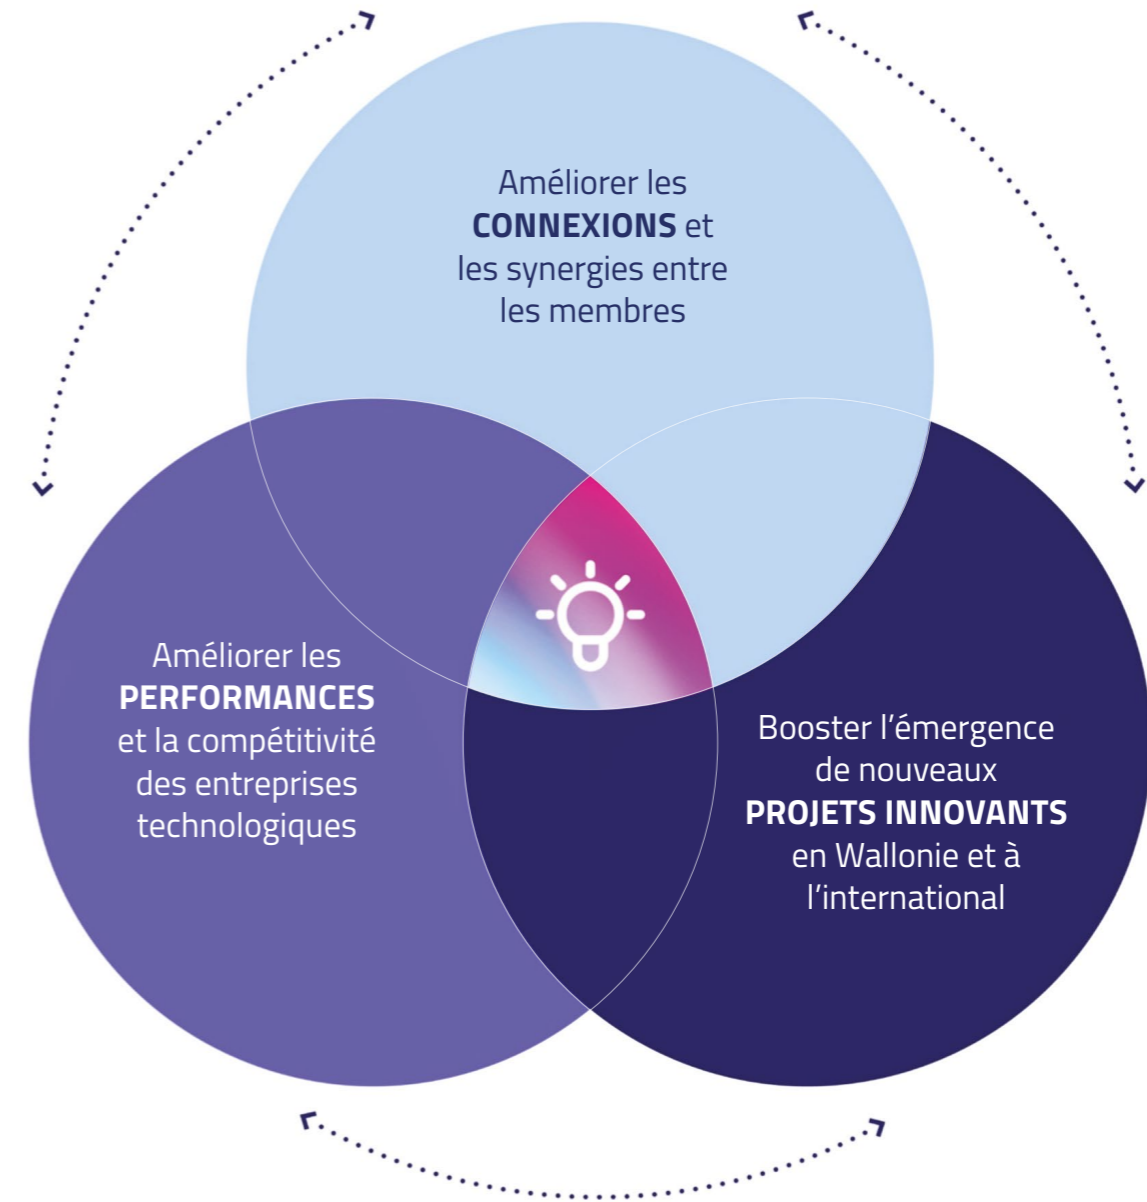 Améliorer les
CONNEXIONS et
les synergies entre
les membres
Améliorer les
PERFORMANCES
et la compétitivité
des entreprises
technologiques
Booster l’émergence
de nouveaux
PROJETS INNOVANTS
en Wallonie et à
l’international